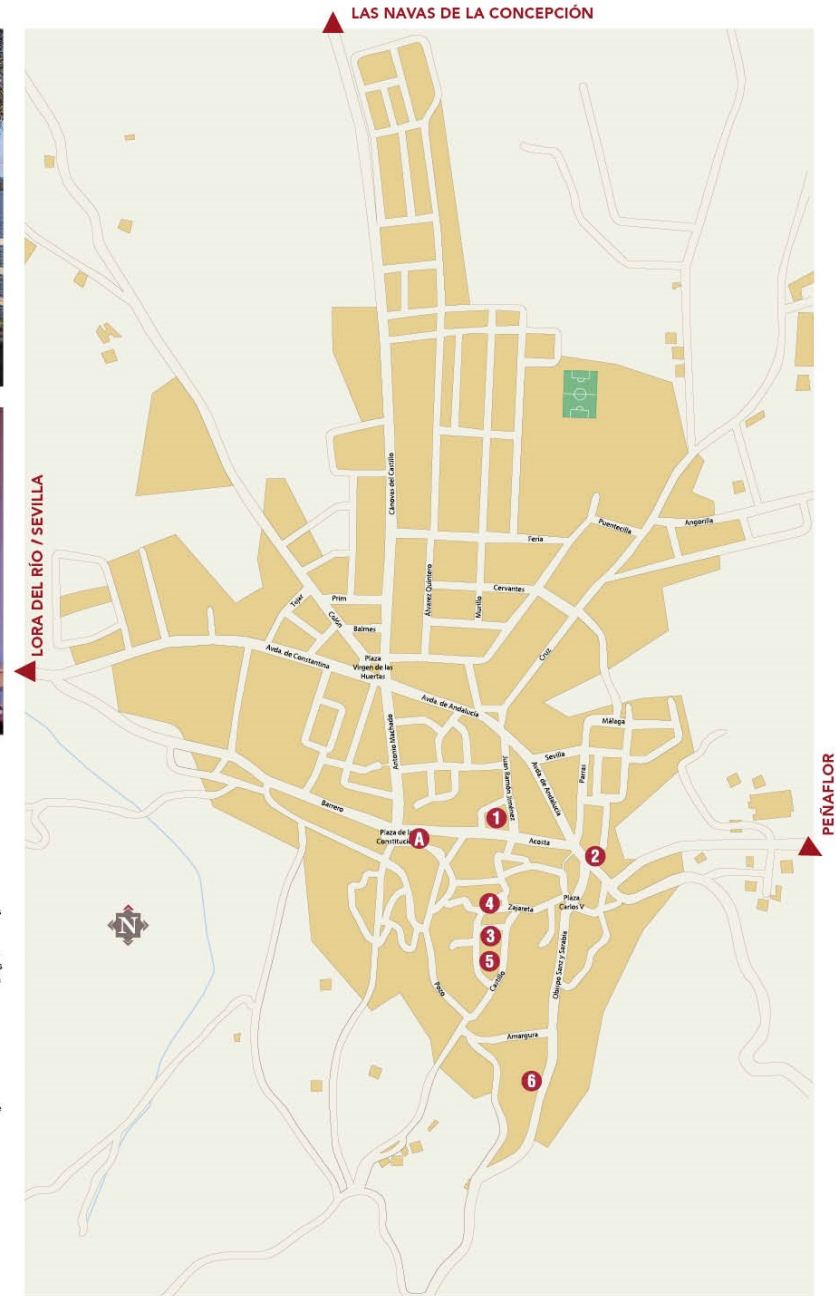 LAS NAVAS DE LA CONCEPCIÓN
LORA DEL RÍO / SEVILLA
PEÑAFLOR
Cánovas del Castillo
Feria
Puentecilla
Angorilla
Álvarez Quintero
Cervantes
Murillo
Tejar
Prim
Colón
Balmes
Cruz
Avda. de Constantina
Plaza
Virgen de las
Huertas
Avda. de Andalucía
Málaga
Antonio Machado
Sevilla
Juan Ramón Jiménez
Avda. de Andalucía
Parras
Barrero
1
Plaza de la
Constitución
A
Acosta
2
4
Zajareta
Plaza
Carlos V
3
5
Castillo
Pozo
Obispo Sanz y Sarabia
Amargura
6
N